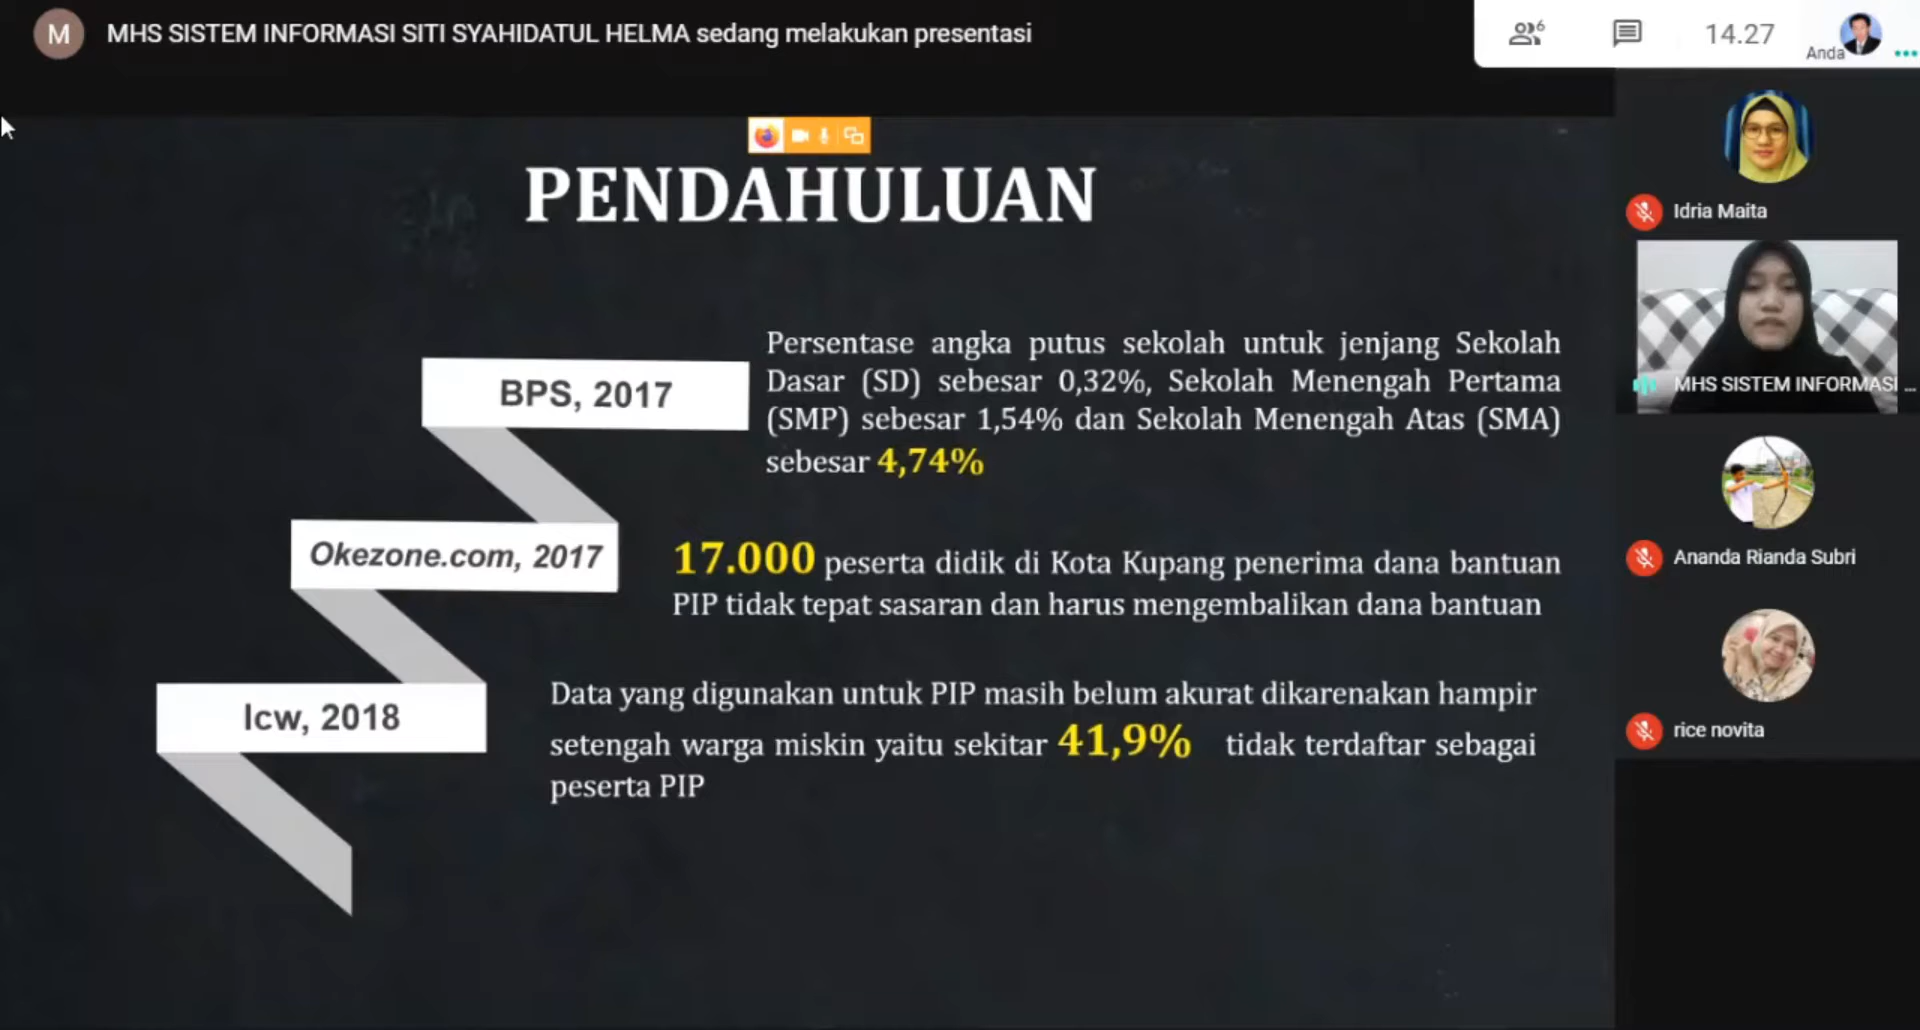 M
MHS SISTEM INFORMASI SITI SYAHIDATUL HELMA sedang melakukan presentasi
6
14.27
Anda
PENDAHULUAN
BPS, 2017
Persentase angka putus sekolah untuk jenjang Sekolah
Dasar (SD) sebesar 0,32%, Sekolah Menengah Pertama
(SMP) sebesar 1,54% dan Sekolah Menengah Atas (SMA)
sebesar 4,74%
Okezone.com, 2017
17.000 peserta didik di Kota Kupang penerima dana bantuan
PIP tidak tepat sasaran dan harus mengembalikan dana bantuan
Icw, 2018
Data yang digunakan untuk PIP masih belum akurat dikarenakan hampir
setengah warga miskin yaitu sekitar 41,9% tidak terdaftar sebagai
peserta PIP
Idria Maita
MHS SISTEM INFORMASI ...
Ananda Rianda Subri
rice novita